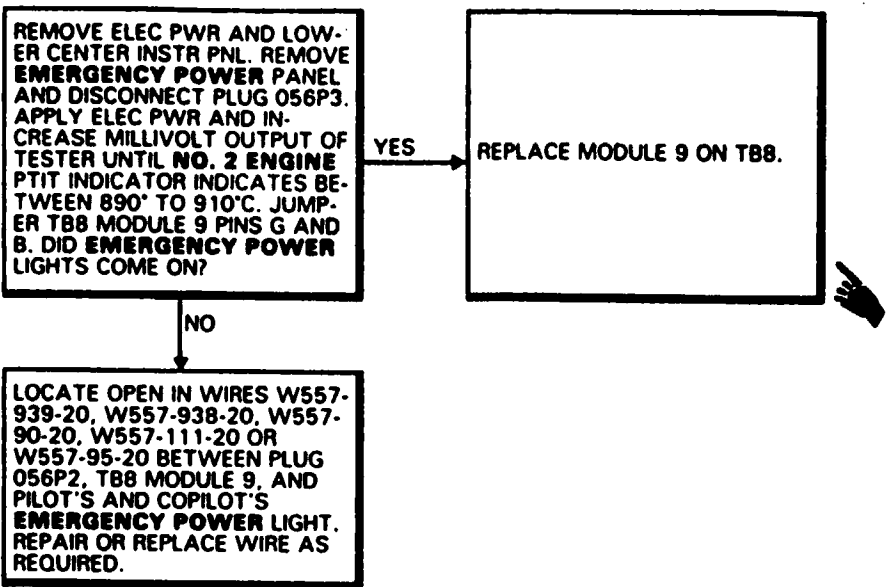 REMOVE ELEC PWR AND LOW-
ER CENTER INSTR PNL. REMOVE
EMERGENCY POWER PANEL
AND DISCONNECT PLUG 056P3.
APPLY ELEC PWR AND IN-
CREASE MILLIVOLT OUTPUT OF
TESTER UNTIL NO. 2 ENGINE
PTIT INDICATOR INDICATES BE-
TWEEN 890° TO 910°C. JUMP-
ER TB8 MODULE 9 PINS G AND
B. DID EMERGENCY POWER
LIGHTS COME ON?
YES
REPLACE MODULE 9 ON TB8.
NO
LOCATE OPEN IN WIRES W557-
939-20, W557-938-20, W557-
90-20, W557-111-20 OR
W557-95-20 BETWEEN PLUG
056P2, TB8 MODULE 9, AND
PILOT'S AND COPILOT'S
EMERGENCY POWER LIGHT.
REPAIR OR REPLACE WIRE AS
REQUIRED.